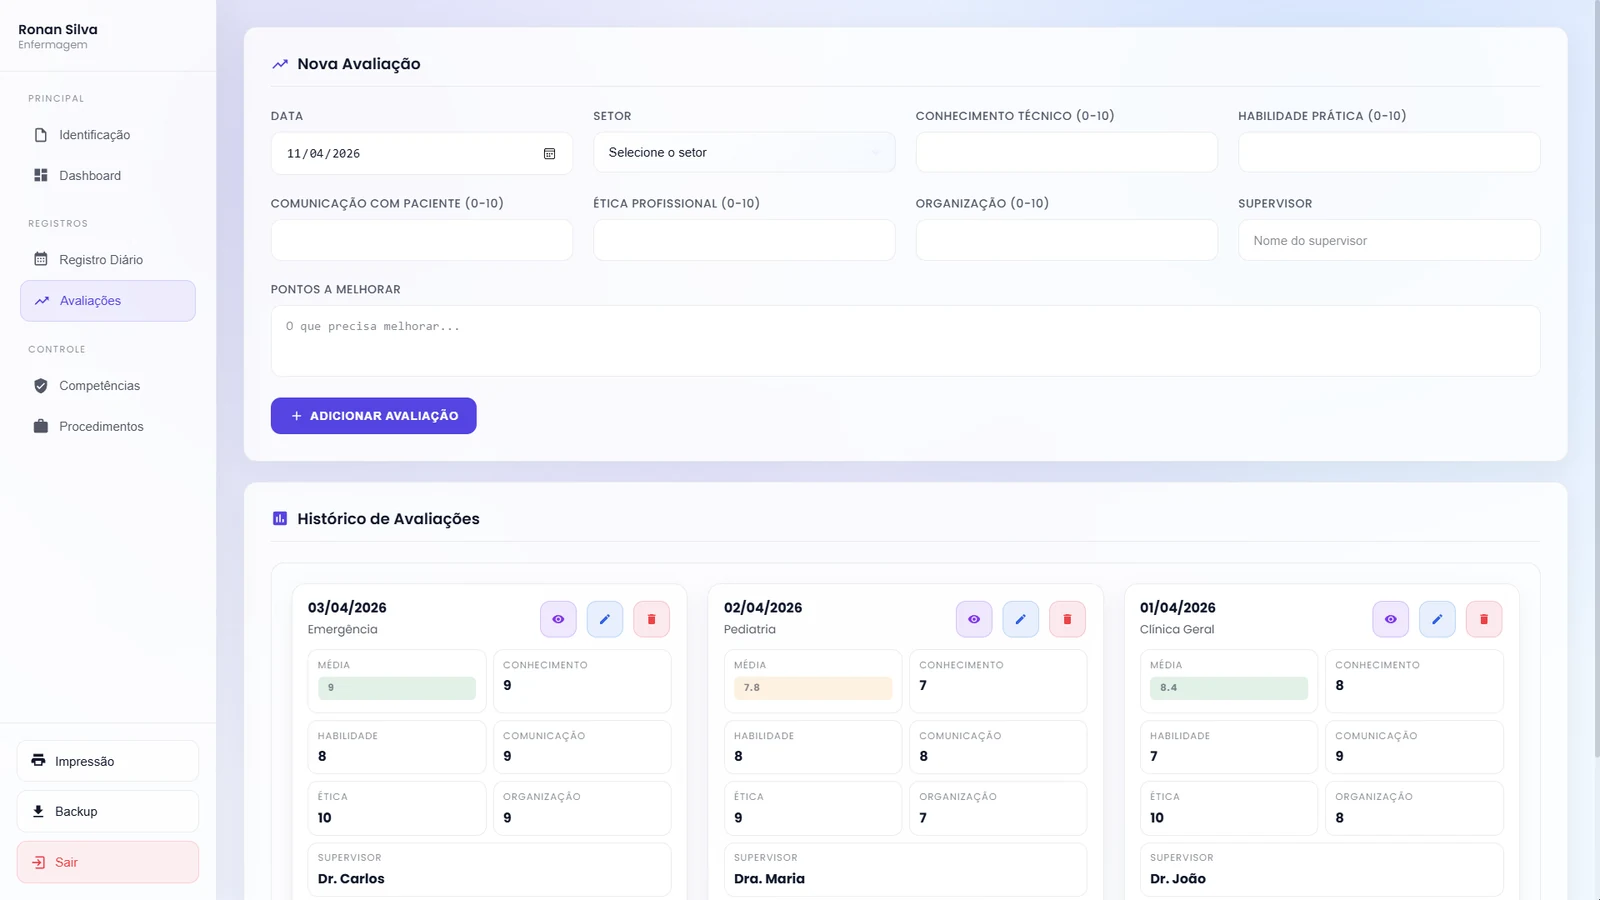 Ronan Silva
Enfermagem
PRINCIPAL
Identificação
Dashboard
REGISTROS
Registro Diário
Avaliações
CONTROLE
Competências
Procedimentos
Impressão
Backup
Sair
Nova Avaliação
DATA
11/04/2026
SETOR
Selecione o setor
CONHECIMENTO TÉCNICO (0-10)
HABILIDADE PRÁTICA (0-10)
COMUNICAÇÃO COM PACIENTE (0-10)
ÉTICA PROFISSIONAL (0-10)
ORGANIZAÇÃO (0-10)
SUPERVISOR
Nome do supervisor
PONTOS A MELHORAR
O que precisa melhorar...
+ ADICIONAR AVALIAÇÃO
Histórico de Avaliações
03/04/2026
Emergência
MÉDIA
9
CONHECIMENTO
9
HABILIDADE
8
COMUNICAÇÃO
9
ÉTICA
10
ORGANIZAÇÃO
9
SUPERVISOR
Dr. Carlos
02/04/2026
Pediatria
MÉDIA
7.8
CONHECIMENTO
7
HABILIDADE
8
COMUNICAÇÃO
8
ÉTICA
9
ORGANIZAÇÃO
7
SUPERVISOR
Dra. Maria
01/04/2026
Clínica Geral
MÉDIA
8.4
CONHECIMENTO
8
HABILIDADE
7
COMUNICAÇÃO
9
ÉTICA
10
ORGANIZAÇÃO
8
SUPERVISOR
Dr. João